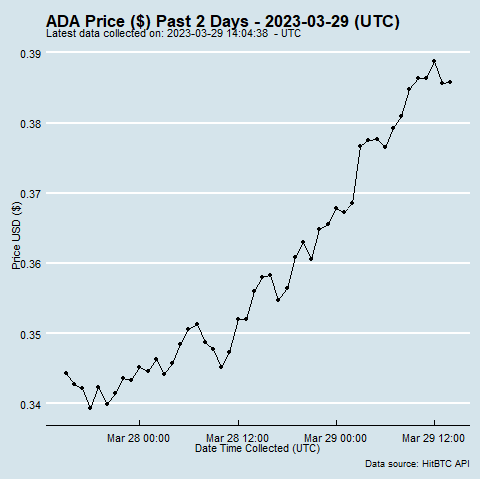 ADA Price ($) Past 2 Days - 2023-03-29 (UTC)
Latest data collected on: 2023-03-29 14:04:38 - UTC
0.39
0.38
0.37
0.36
0.35
0.34
Price USD ($)
Mar 28 00:00 Mar 28 12:00 Mar 29 00:00 Mar 29 12:00
Date Time Collected (UTC)
Data source: HitBTC API